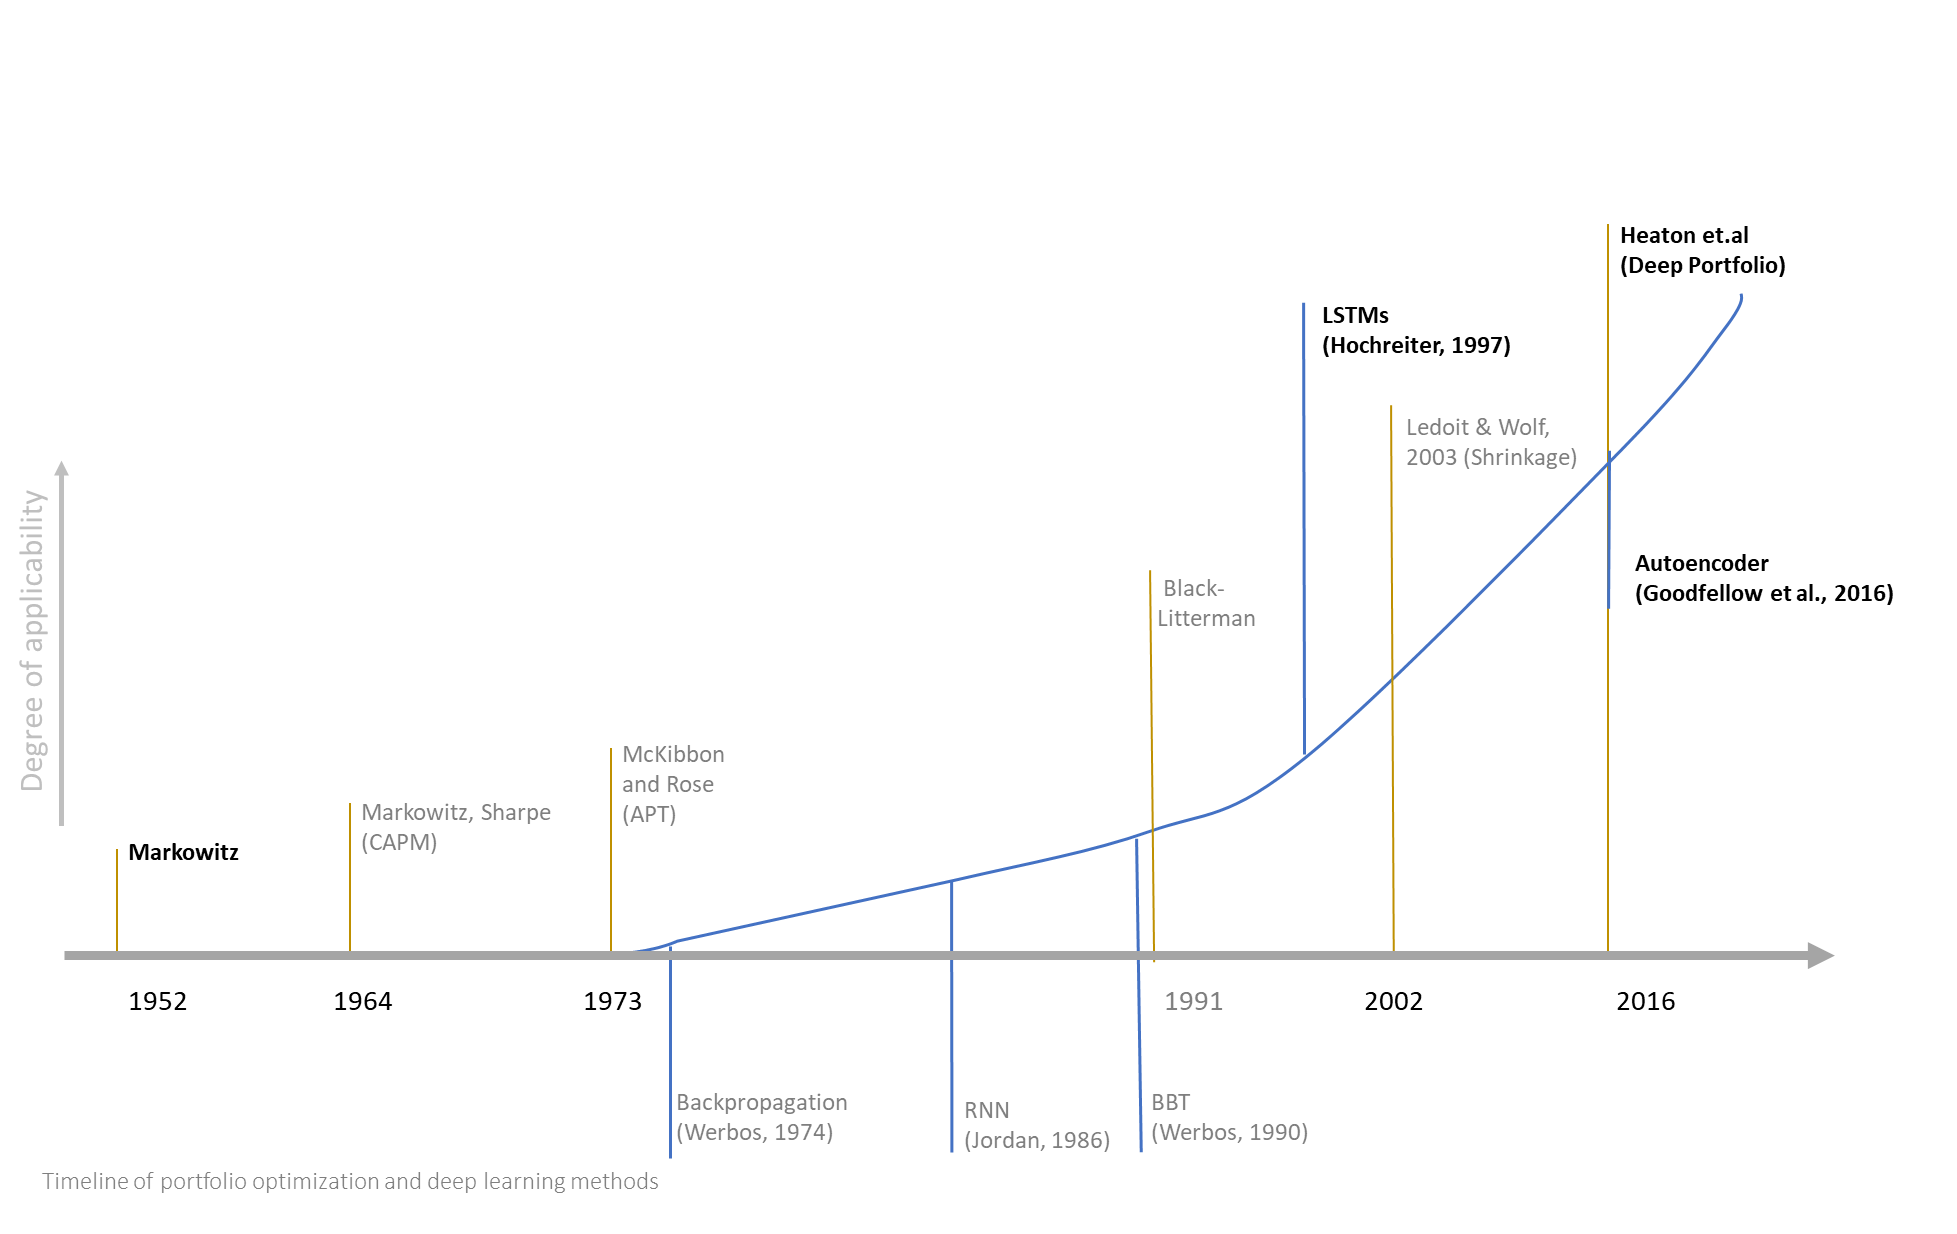 Heaton et.al
(Deep Portfolio)
LSTMs
(Hochreiter, 1997)
Ledoit & Wolf,
2003 (Shrinkage)
Autoencoder
(Goodfellow et al., 2016)
Black-
Litterman
Degree of applicability
McKibbon
and Rose
(APT)
Markowitz, Sharpe
(CAPM)
Markowitz
1952
1964
1973
1991
2002
2016
Backpropagation
(Werbos, 1974)
RNN
(Jordan, 1986)
BBT
(Werbos, 1990)
Timeline of portfolio optimization and deep learning methods